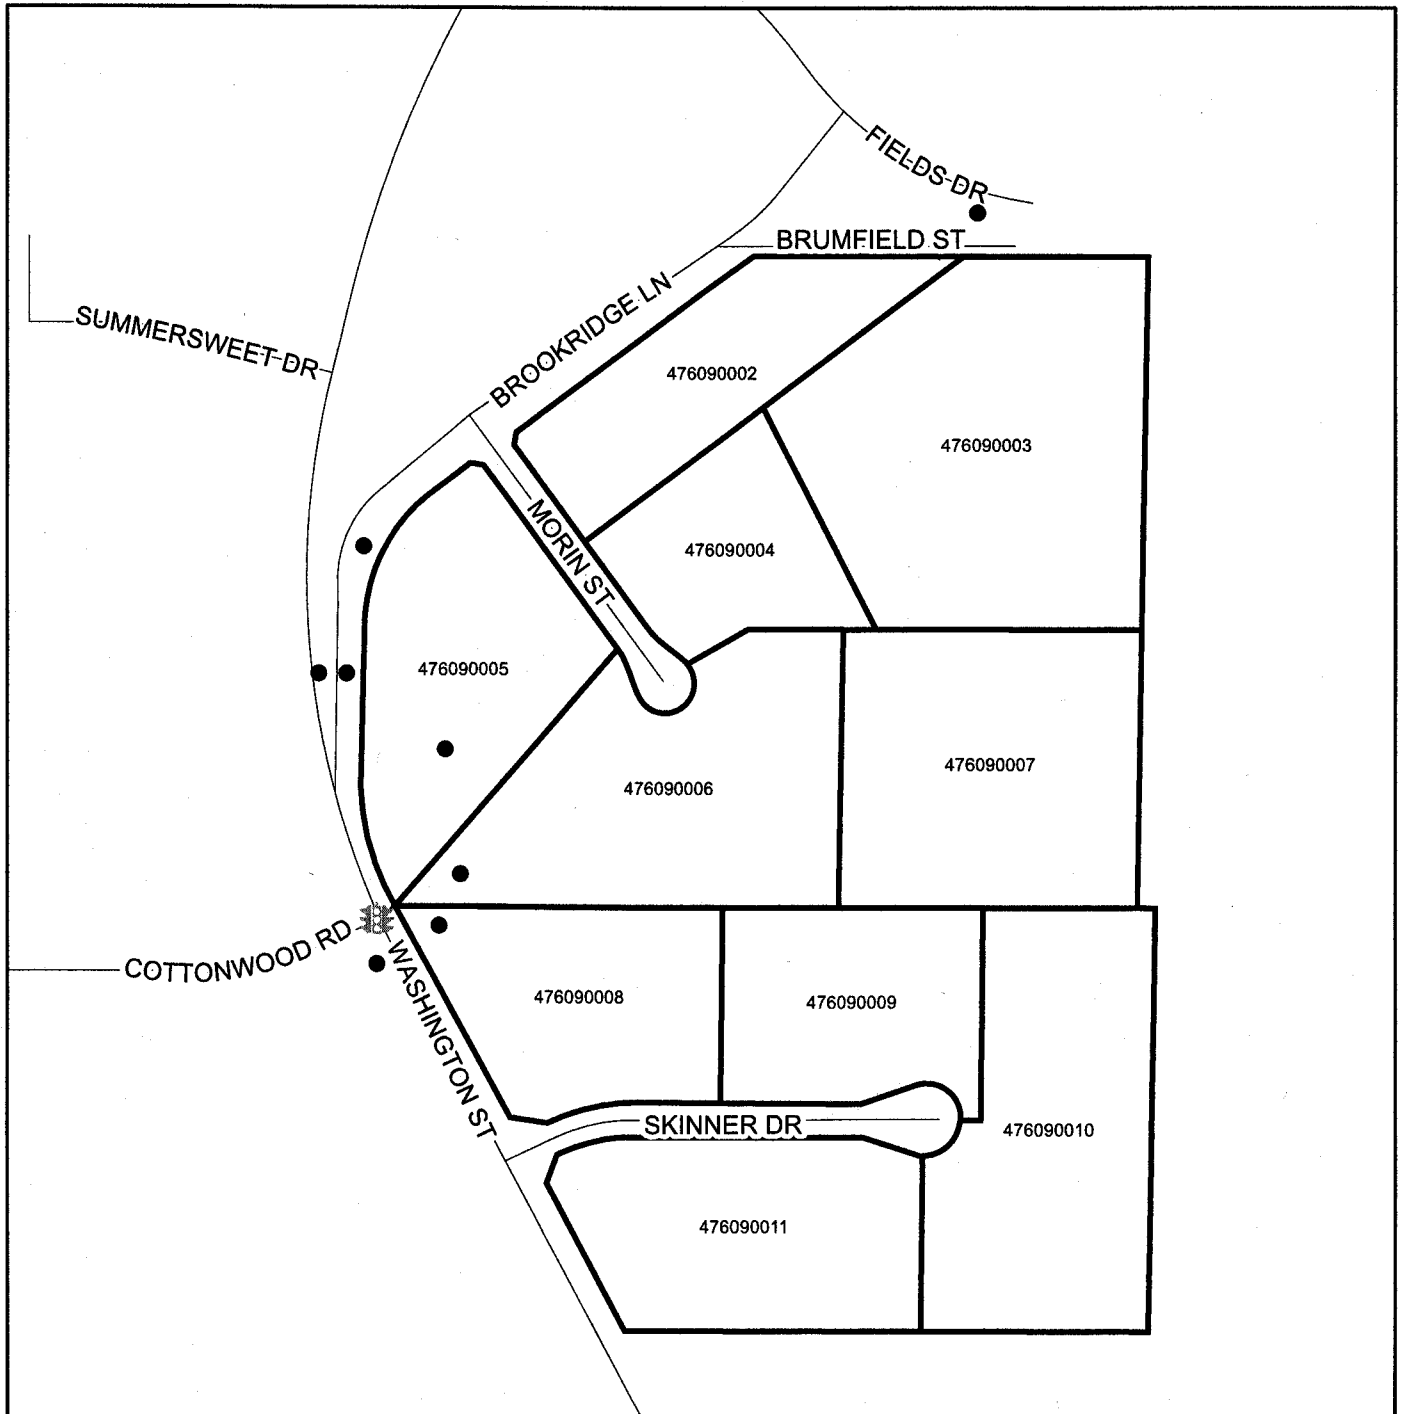 FIELDS DR
BRUMFIELD ST
BROOKRIDGE LN
SUMMERSWEET DR
476090002
476090003
MORIN ST
476090004
476090005
476090007
476090006
COTTONWOOD RD
WASHINGTON ST
476090008
476090009
SKINNER DR
476090010
476090011